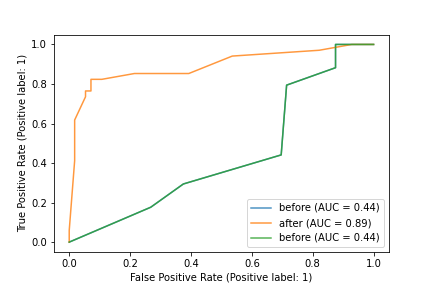 1.0
0.8
0.6
0.4
0.2
0.0
True Positive Rate (Positive label: 1)
before (AUC = 0.44)
after (AUC = 0.89)
before (AUC = 0.44)
0.0 0.2 0.4 0.6 0.8 1.0
False Positive Rate (Positive label: 1)